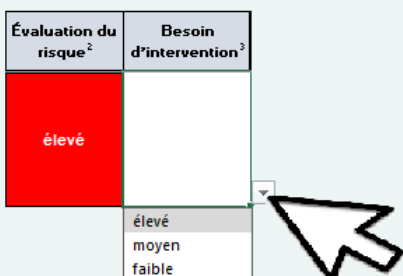 Évaluation du risque²
Besoin d'intervention³
élevé
élevé
moyen
faible